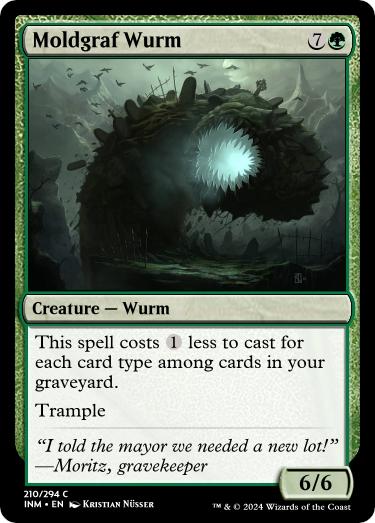 Moldgraf Wurm 7
Creature — Wurm
This spell costs 1 less to cast for
each card type among cards in your
graveyard.
Trample
“I told the mayor we needed a new lot!”
—Moritz, gravekeeper
6/6
210/294 C
INM • EN Kristian Nüsser
™ & © 2024 Wizards of the Coast